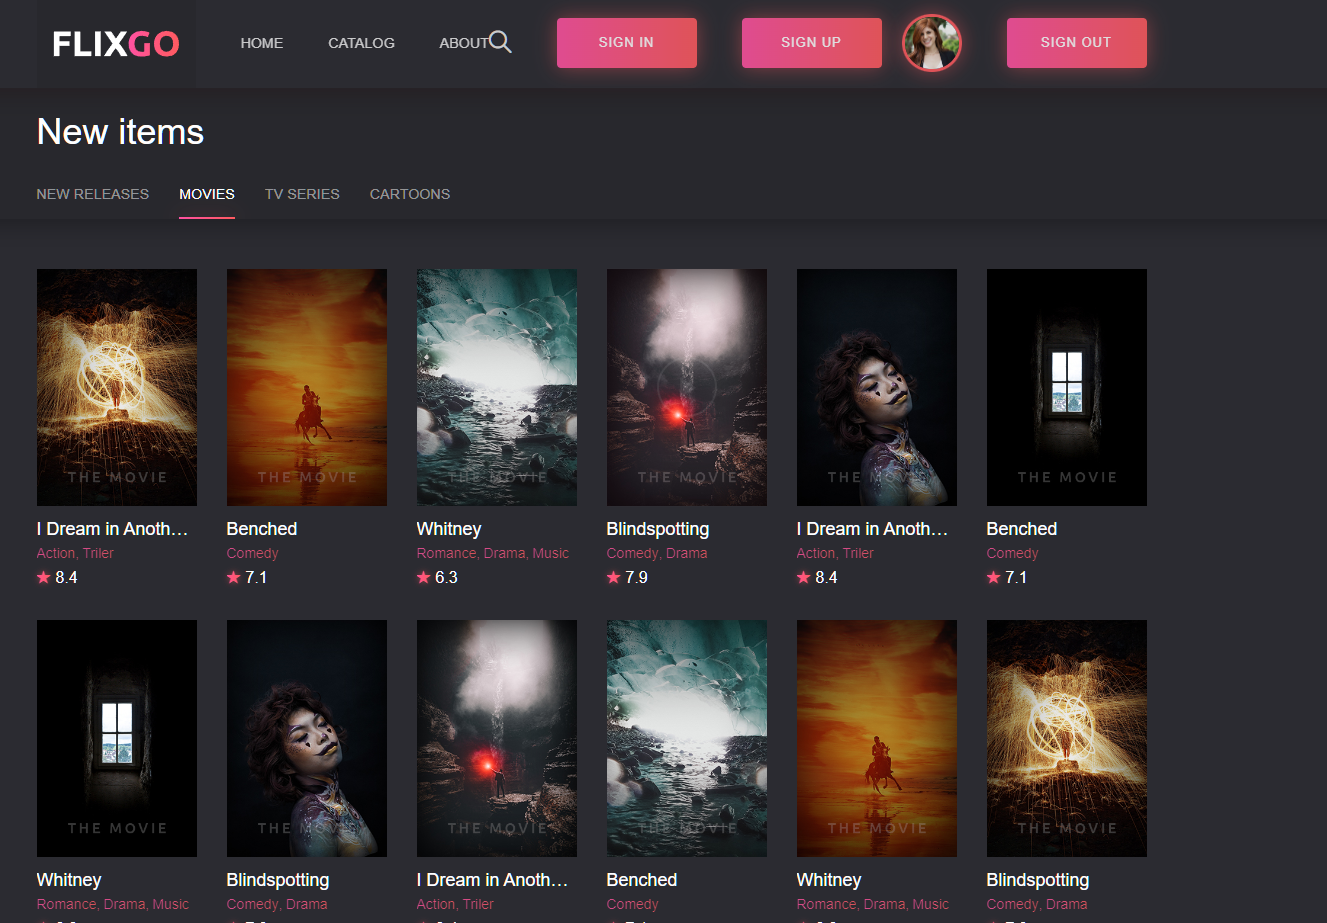 FLIXGO
HOME CATALOG ABOUT SIGN IN SIGN UP SIGN OUT
New items
NEW RELEASES MOVIES TV SERIES CARTOONS
THE MOVIE THE MOVIE THE MOVIE THE MOVIE THE MOVIE THE MOVIE
I Dream in Anoth… Benched Whitney Blindspotting I Dream in Anoth… Benched
Action, Triler Comedy Romance, Drama, Music Comedy, Drama Action, Triler Comedy
8.4 7.1 6.3 7.9 8.4 7.1
THE MOVIE THE MOVIE THE MOVIE THE MOVIE THE MOVIE THE MOVIE
Whitney Blindspotting I Dream in Anoth… Benched Whitney Blindspotting
Romance, Drama, Music Comedy, Drama Action, Triler Comedy Romance, Drama, Music Comedy, Drama